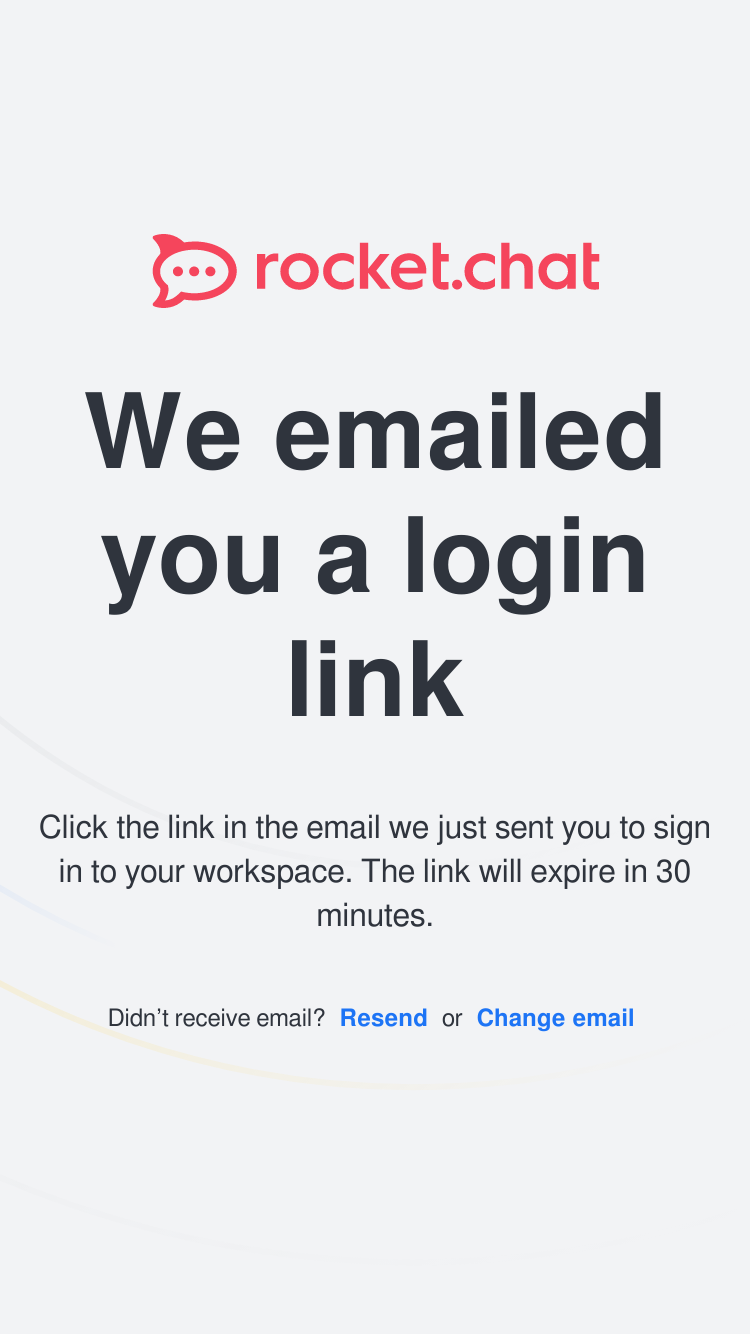 rocket.chat
We emailed
you a login
link
Click the link in the email we just sent you to sign
in to your workspace. The link will expire in 30
minutes.
Didn’t receive email? Resend or Change email